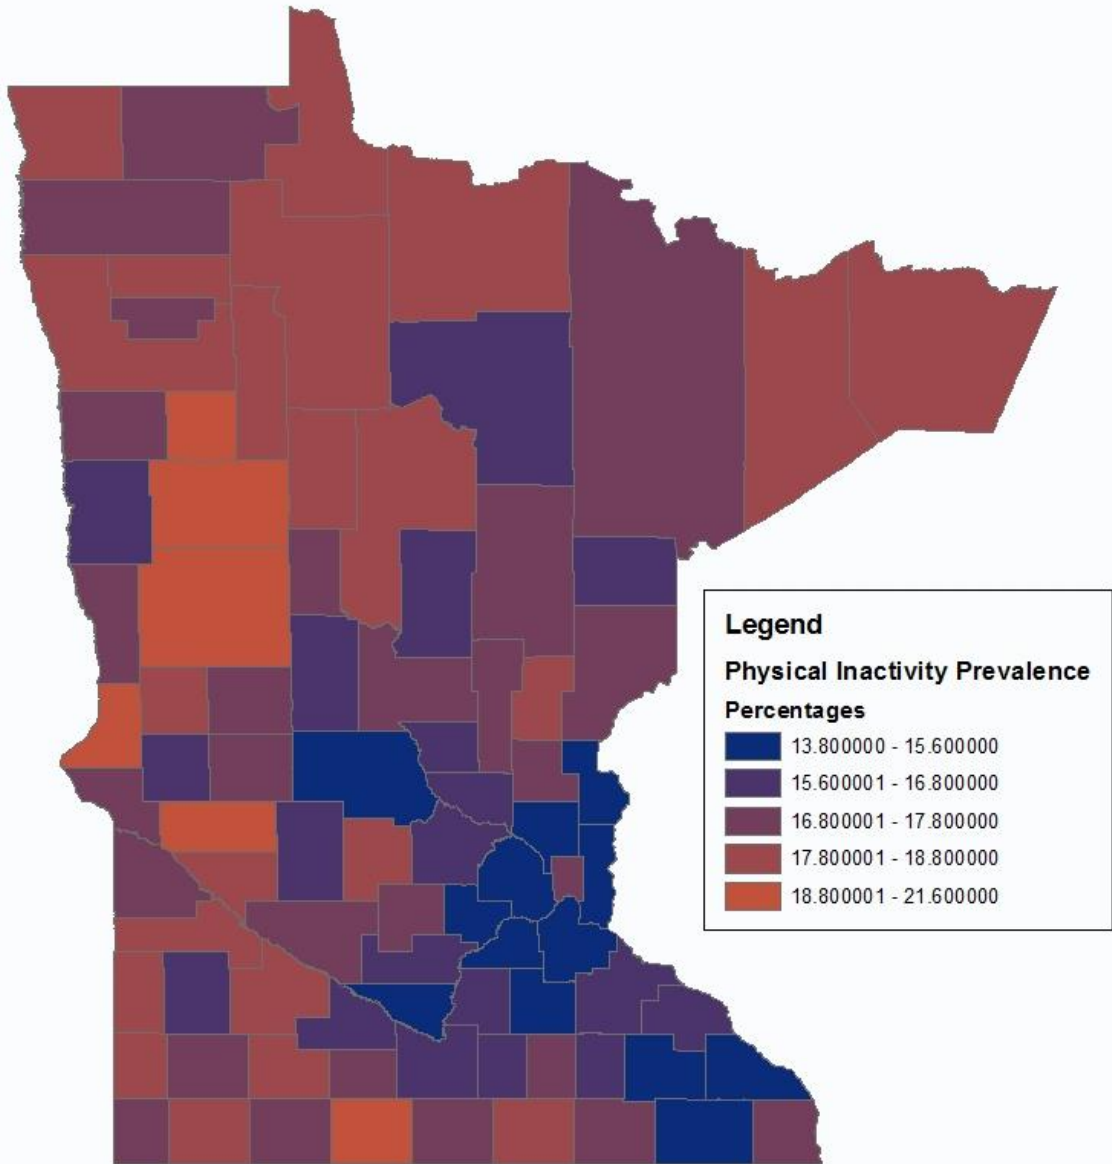 Legend
Physical Inactivity Prevalence
Percentages
13.800000 - 15.600000
15.600001 - 16.800000
16.800001 - 17.800000
17.800001 - 18.800000
18.800001 - 21.600000